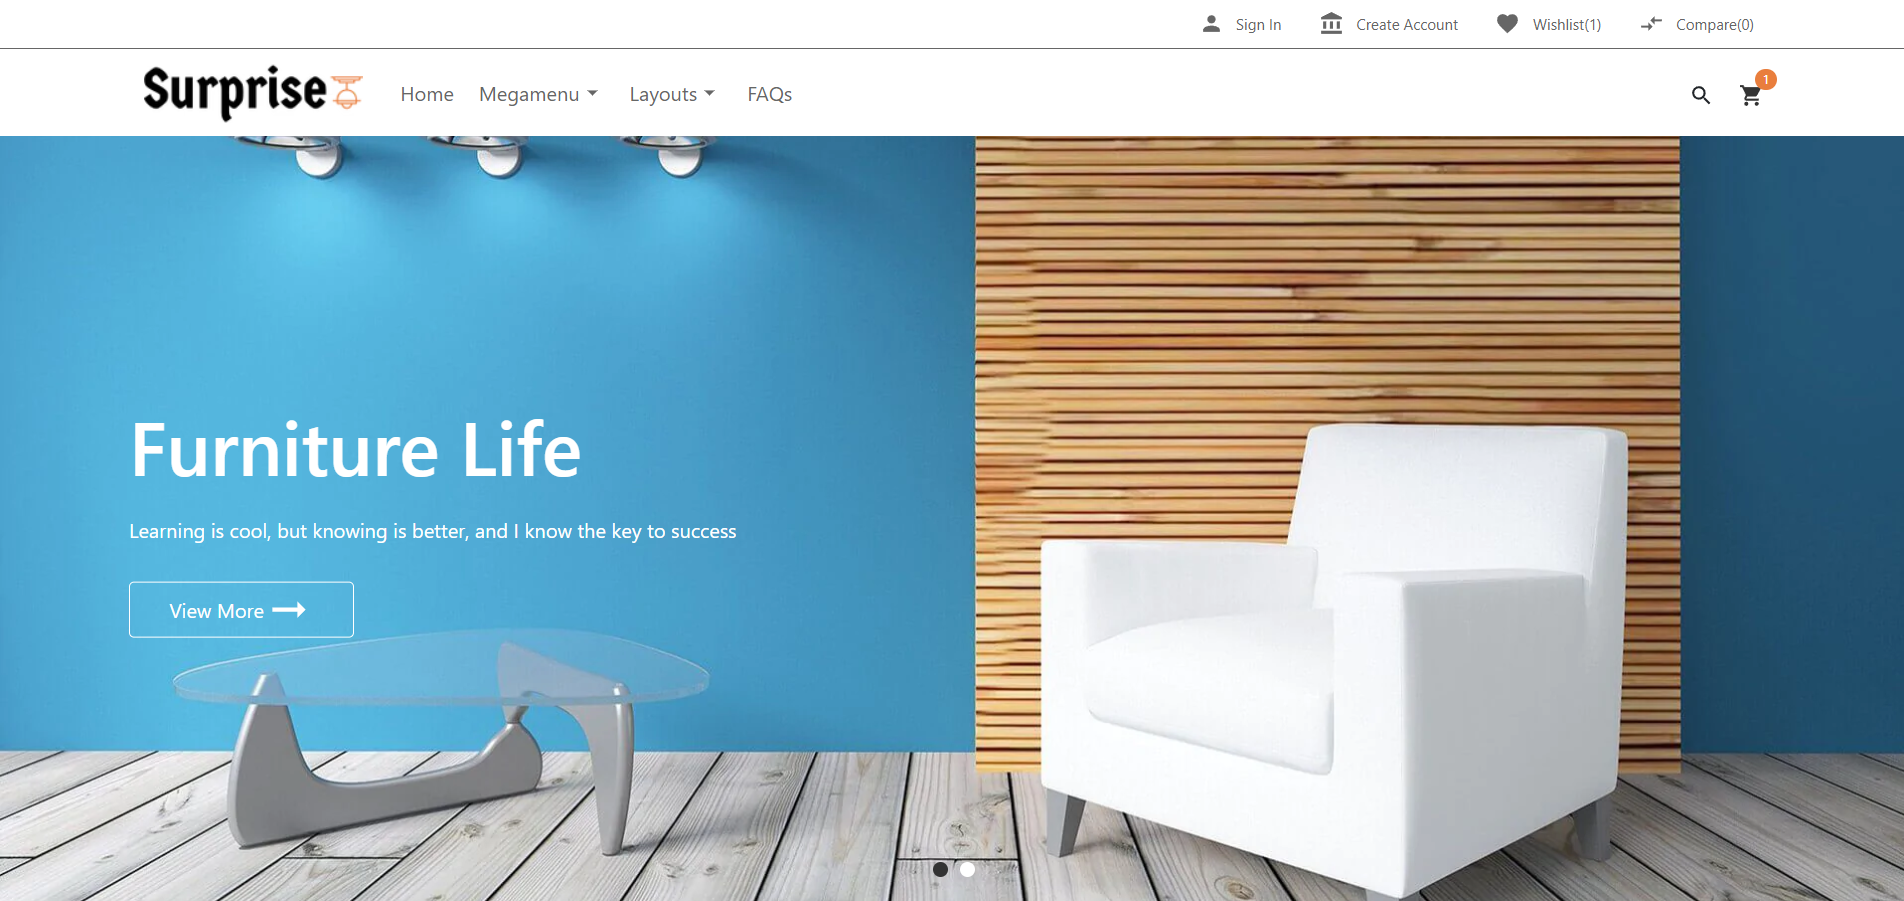 Sign In Create Account Wishlist(1) Compare(0)
Surprise Home Megamenu Layouts FAQs 1
Furniture Life
Learning is cool, but knowing is better, and I know the key to success
View More